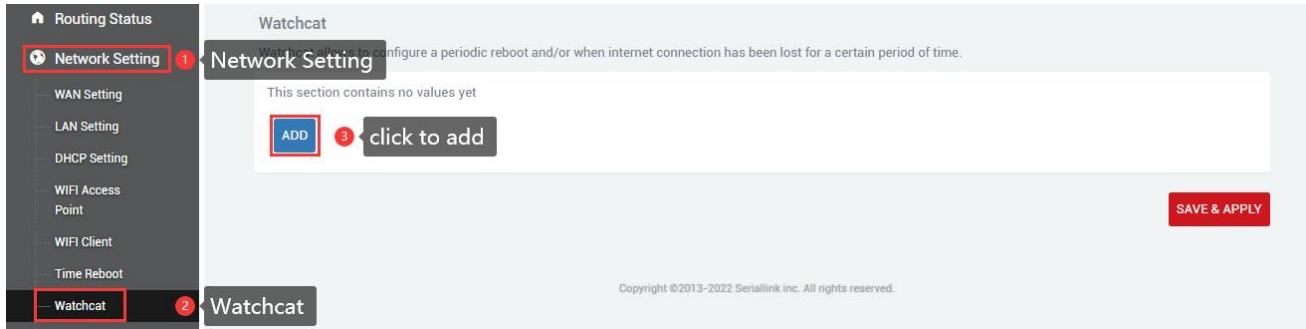 Routing Status
Network Setting
1
Network Setting
WAN Setting
LAN Setting
DHCP Setting
WIFI Access
Point
WIFI Client
Time Reboot
Watchcat
2
Watchcat
Watchcat
configure a periodic reboot and/or when internet connection has been lost for a certain period of time.
This section contains no values yet
ADD
3
click to add
SAVE & APPLY
Copyright ©2013-2022 Seriallink inc. All rights reserved.